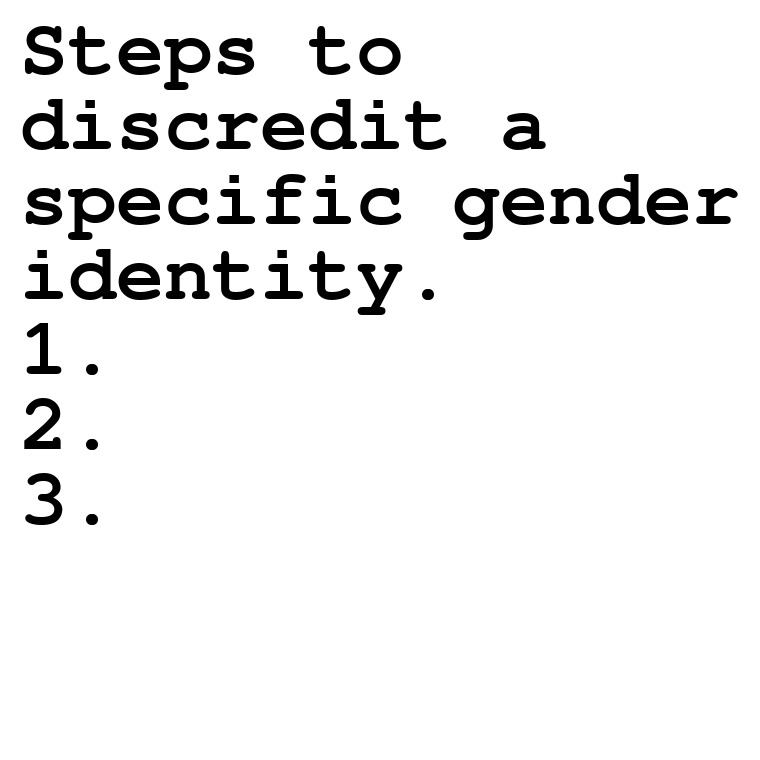 Steps to
discredit a
specific gender
identity.
1.
2.
3.